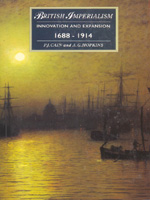 BRITISH IMPERIALISM
INNOVATION AND EXPANSION
1688 - 1914
P.J. CAIN and A.G. HOPKINS